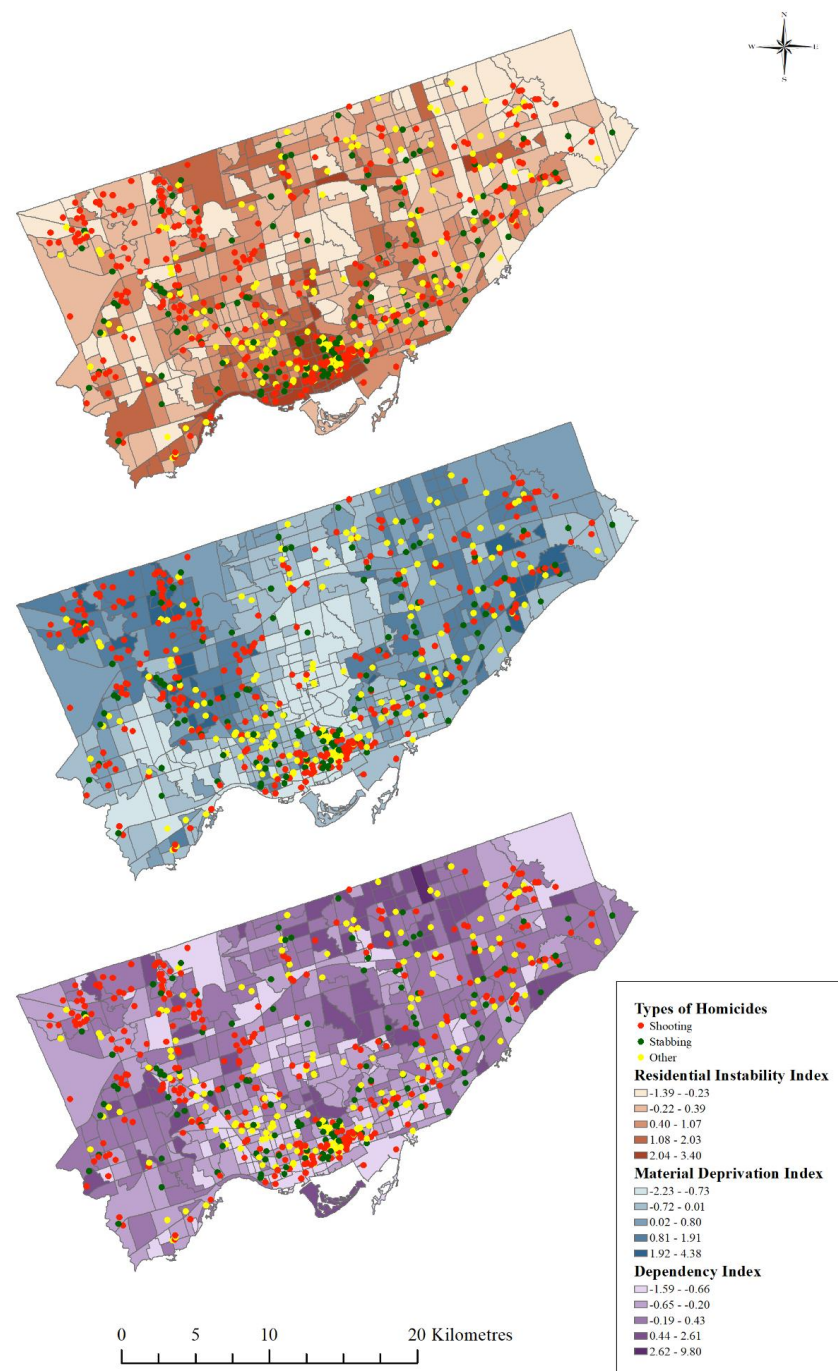 N
W E
S
Types of Homicides
Shooting
Stabbing
Other
Residential Instability Index
-1.39 - -0.23
-0.22 - 0.39
0.40 - 1.07
1.08 - 2.03
2.04 - 3.40
Material Deprivation Index
-2.23 - -0.73
-0.72 - 0.01
0.02 - 0.80
0.81 - 1.91
1.92 - 4.38
Dependency Index
-1.59 - -0.66
-0.65 - -0.20
-0.19 - 0.43
0.44 - 2.61
2.62 - 9.80
0 5 10 20 Kilometres